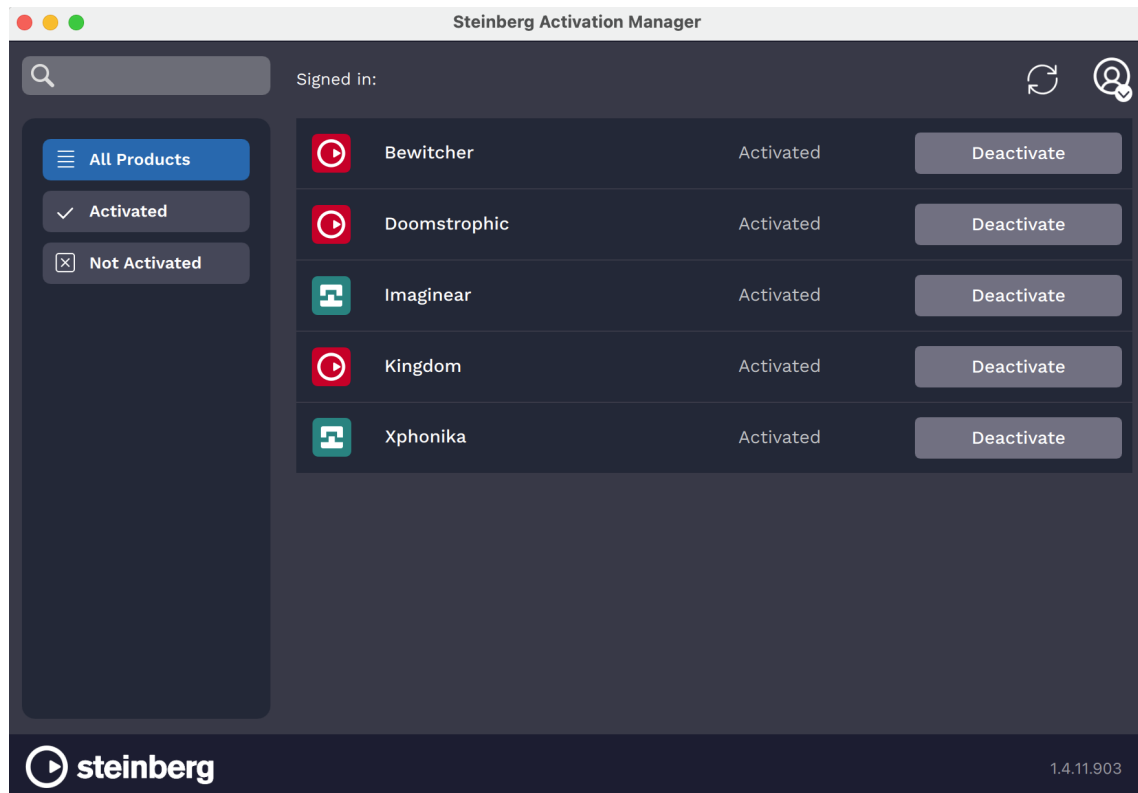 Steinberg Activation Manager
Signed in:
All Products
Activated
Not Activated
Bewitcher Activated Deactivate
Doomstrophic Activated Deactivate
Imaginear Activated Deactivate
Kingdom Activated Deactivate
Xphonika Activated Deactivate
steinberg
1.4.11.903